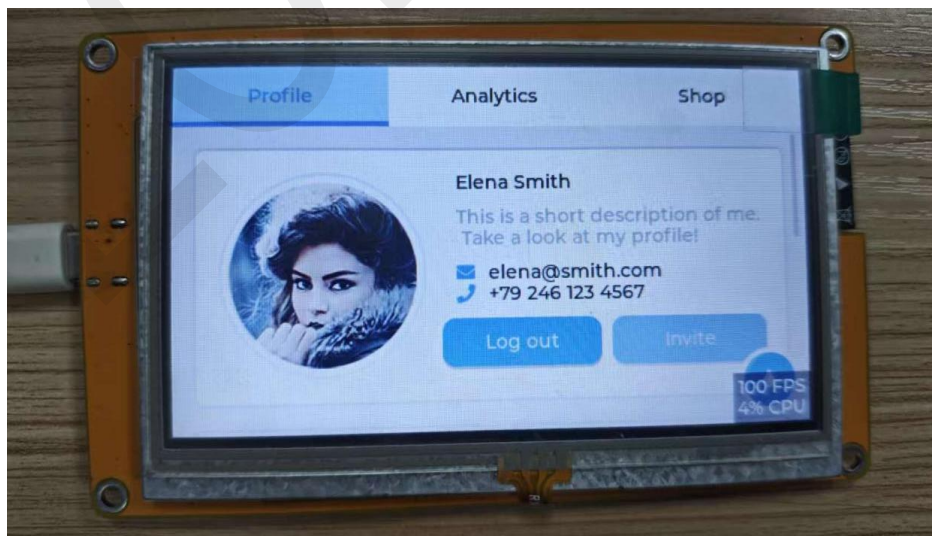 Profile
Analytics
Shop
Elena Smith
This is a short description of me.
Take a look at my profile!
elena@smith.com
+79 246 123 4567
Log out
Invite
100 FPS
4% CPU